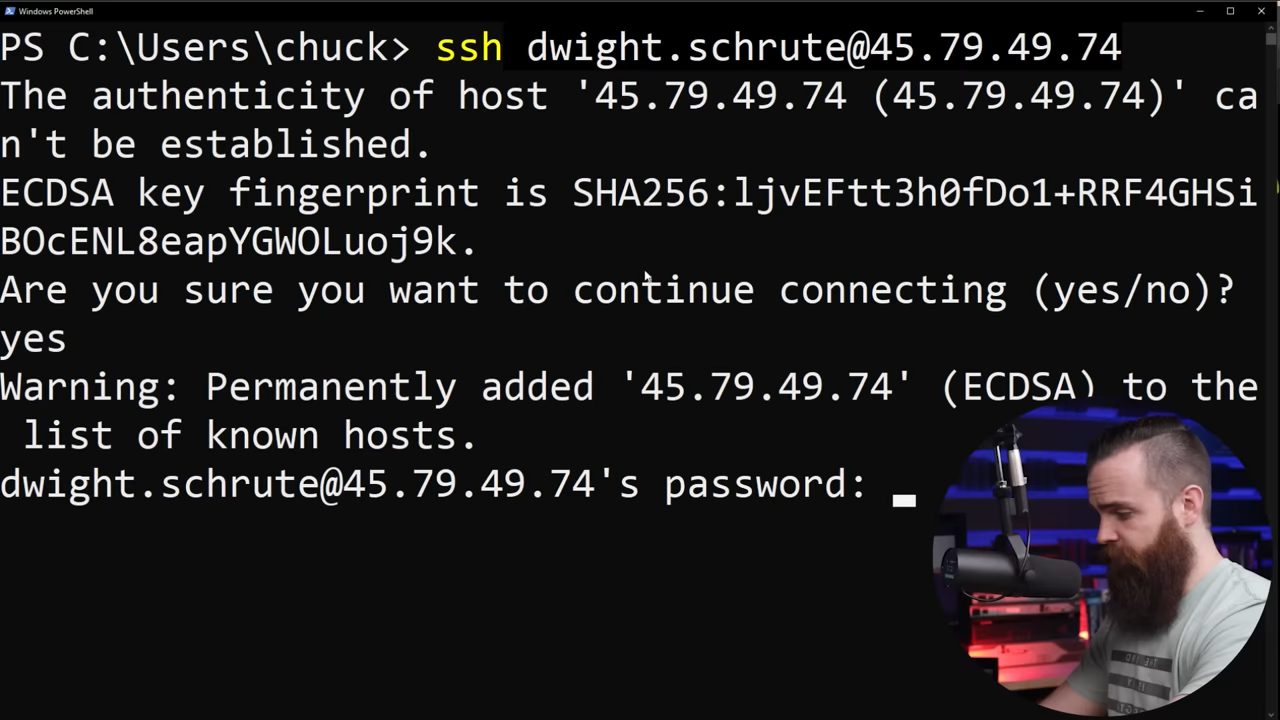 Windows PowerShell
PS C:\Users\chuck> ssh dwight.schrute@45.79.49.74
The authenticity of host '45.79.49.74 (45.79.49.74)' ca
n't be established.
ECDSA key fingerprint is SHA256:ljvEFtt3h0fDo1+RRF4GHSi
BOcENL8eapYGWOLuoj9k.
Are you sure you want to continue connecting (yes/no)?
yes
Warning: Permanently added '45.79.49.74' (ECDSA) to the
 list of known hosts.
dwight.schrute@45.79.49.74's password: